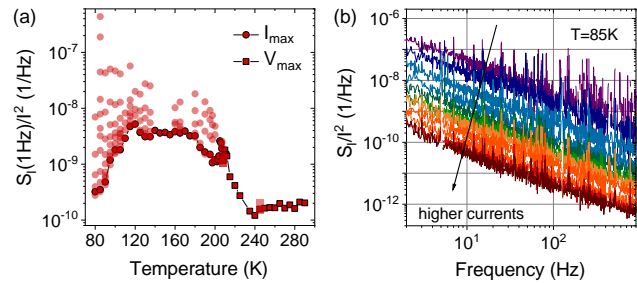 (a)
I_max
V_max
S_I(1Hz)/I² (1/Hz)
10⁻⁷
10⁻⁸
10⁻⁹
10⁻¹⁰
80 120 160 200 240 280
Temperature (K)
(b)
T=85K
S_I/I² (1/Hz)
10⁻⁶
10⁻⁸
10⁻¹⁰
10⁻¹²
higher currents
10¹ 10²
Frequency (Hz)